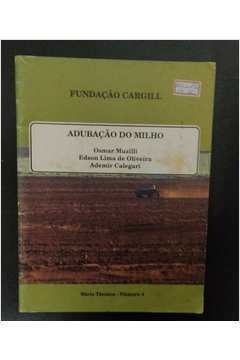 FUNDAÇÃO CARGILL
ADUBAÇÃO DO MILHO
Osmar Muzilli
Edson Lima de Oliveira
Ademir Calegari
Série Técnica - Número 4